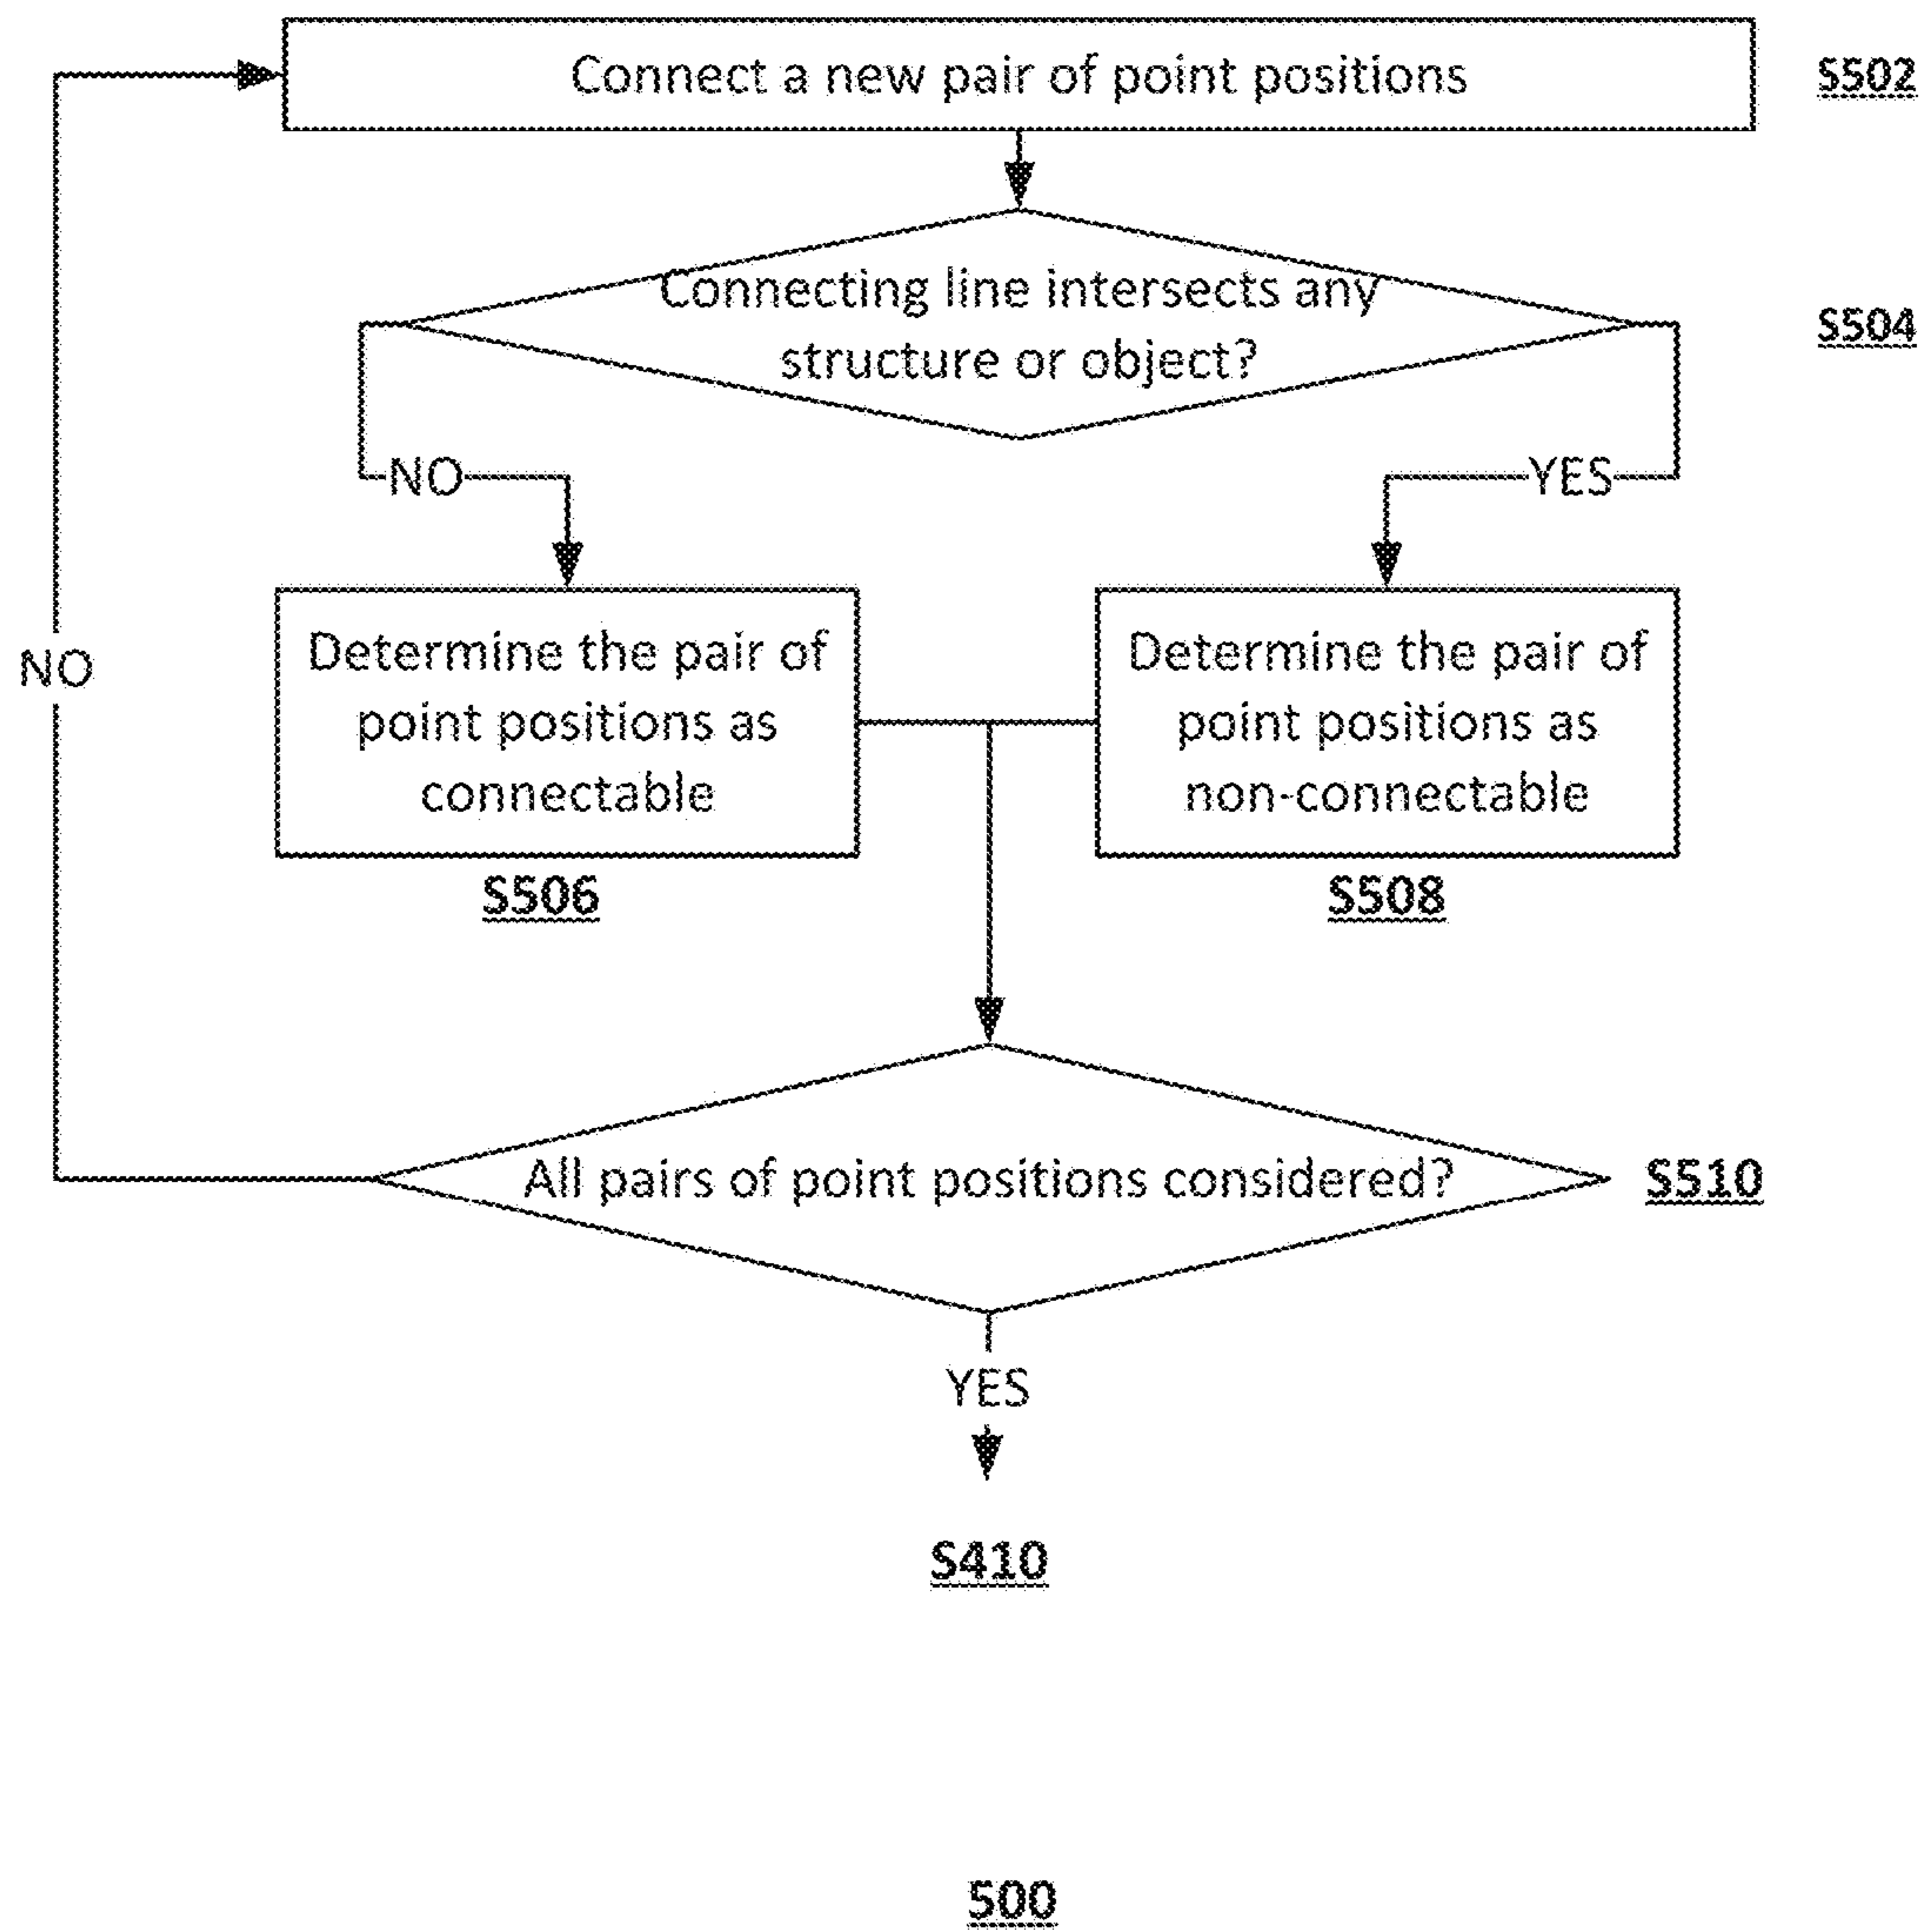 Connect a new pair of point positions
S502
Connecting line intersects any
structure or object?
S504
NO
YES
Determine the pair of
point positions as
connectable
S506
Determine the pair of
point positions as
non-connectable
S508
NO
All pairs of point positions considered?
S510
YES
S410
500